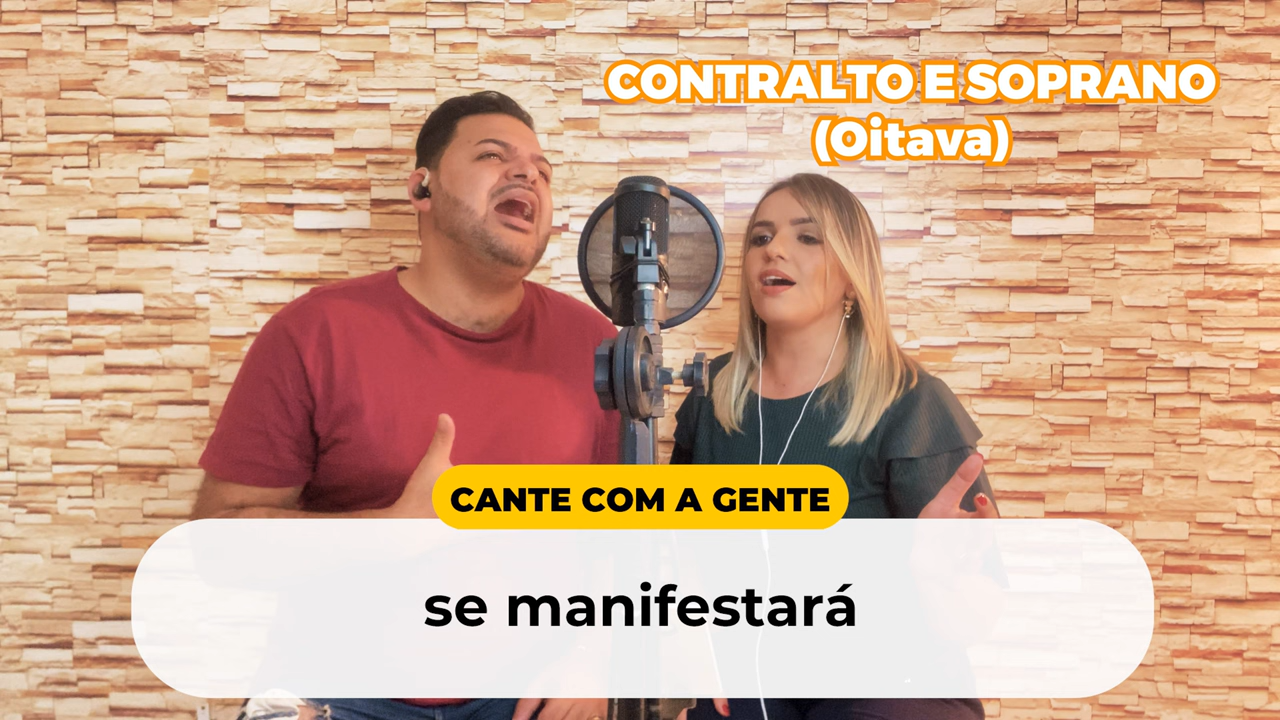 CONTRALTO E SOPRANO
(Oitava)
CANTE COM A GENTE
se manifestará